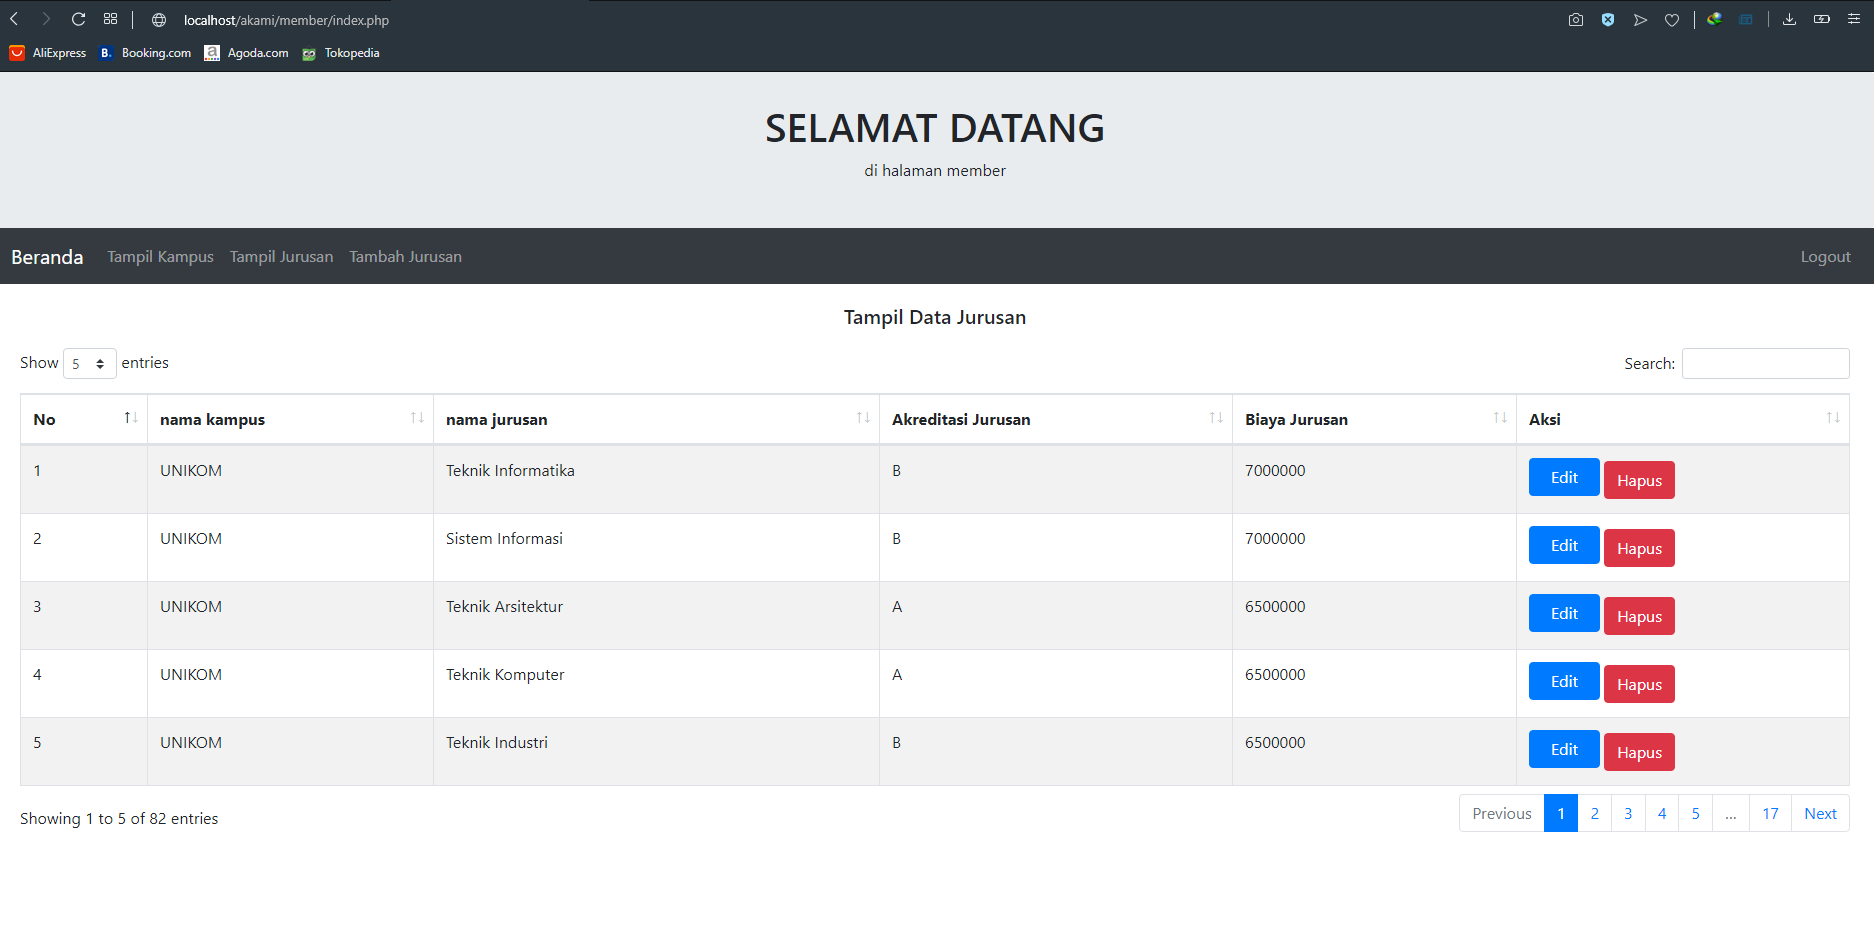 localhost/akami/member/index.php
AliExpress B. Booking.com a Agoda.com Tokopedia
SELAMAT DATANG
di halaman member
Beranda Tampil Kampus Tampil Jurusan Tambah Jurusan Logout
Tampil Data Jurusan
Show 5 entries Search:
No nama kampus nama jurusan Akreditasi Jurusan Biaya Jurusan Aksi
1 UNIKOM Teknik Informatika B 7000000 Edit Hapus
2 UNIKOM Sistem Informasi B 7000000 Edit Hapus
3 UNIKOM Teknik Arsitektur A 6500000 Edit Hapus
4 UNIKOM Teknik Komputer A 6500000 Edit Hapus
5 UNIKOM Teknik Industri B 6500000 Edit Hapus
Showing 1 to 5 of 82 entries Previous 1 2 3 4 5 ... 17 Next